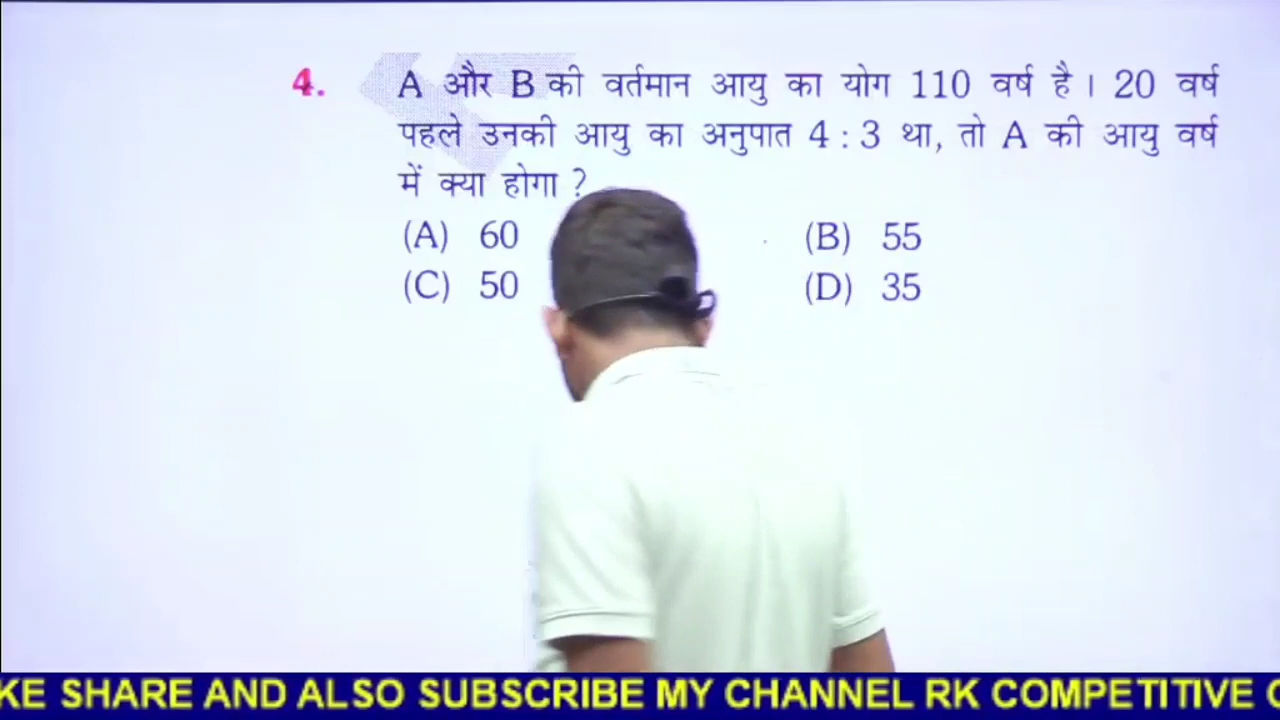 4. A और B की वर्तमान आयु का योग 110 वर्ष है। 20 वर्ष
पहले उनकी आयु का अनुपात 4 : 3 था, तो A की आयु वर्ष
में क्या होगा ?
(A) 60 (B) 55
(C) 50 (D) 35
KE SHARE AND ALSO SUBSCRIBE MY CHANNEL RK COMPETITIVE